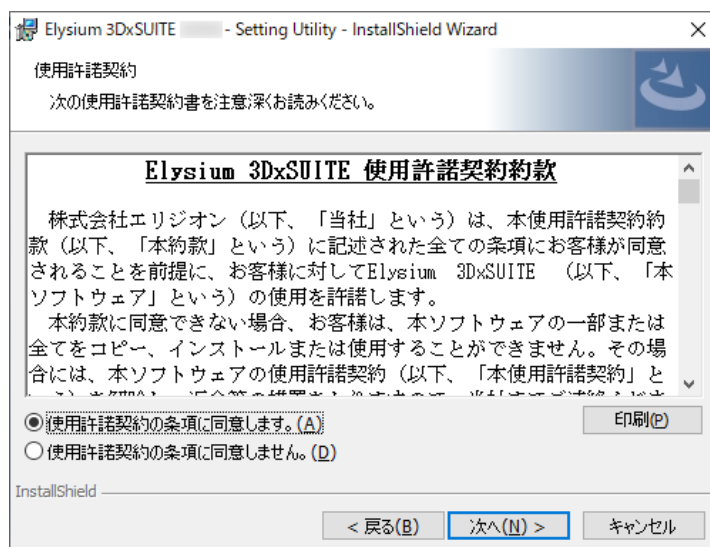 Elysium 3DxSUITE - Setting Utility - InstallShield Wizard
使用許諾契約
次の使用許諾契約書を注意深くお読みください。
Elysium 3DxSUITE 使用許諾契約約款
株式会社エリジオン（以下、「当社」という）は、本使用許諾契約約
款（以下、「本約款」という）に記述された全ての条項にお客様が同意
されることを前提に、お客様に対してElysium 3DxSUITE （以下、「本
ソフトウェア」という）の使用を許諾します。
本約款に同意できない場合、お客様は、本ソフトウェアの一部または
全てをコピー、インストールまたは使用することができません。その場
合には、本ソフトウェアの使用許諾契約（以下、「本使用許諾契約」と
使用許諾契約の条項に同意します。(A)
印刷(P)
使用許諾契約の条項に同意しません。(D)
InstallShield
< 戻る(B)
次へ(N) >
キャンセル